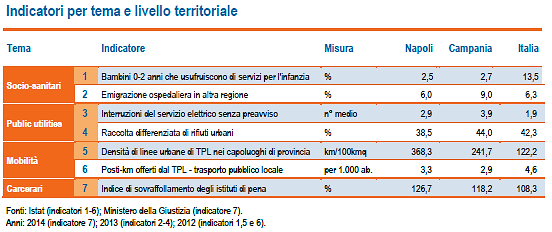 Indicatori per tema e livello territoriale
Tema Indicatore Misura Napoli Campania Italia
Socio-sanitari 1 Bambini 0-2 anni che usufruiscono di servizi per l'infanzia % 2,5 2,7 13,5
2 Emigrazione ospedaliera in altra regione % 6,0 9,0 6,3
Public utilities 3 Interruzioni del servizio elettrico senza preavviso n° medio 2,9 3,9 1,9
4 Raccolta differenziata di rifiuti urbani % 38,5 44,0 42,3
Mobilità 5 Densità di linee urbane di TPL nei capoluoghi di provincia km/100kmq 368,3 241,7 122,2
6 Posti-km offerti dal TPL - trasporto pubblico locale per 1.000 ab. 3,3 2,9 4,6
Carcerari 7 Indice di sovraffollamento degli istituti di pena % 126,7 118,2 108,3
Fonti: Istat (indicatori 1-6); Ministero della Giustizia (indicatore 7).
Anni: 2014 (indicatore 7); 2013 (indicatori 2-4); 2012 (indicatori 1,5 e 6).